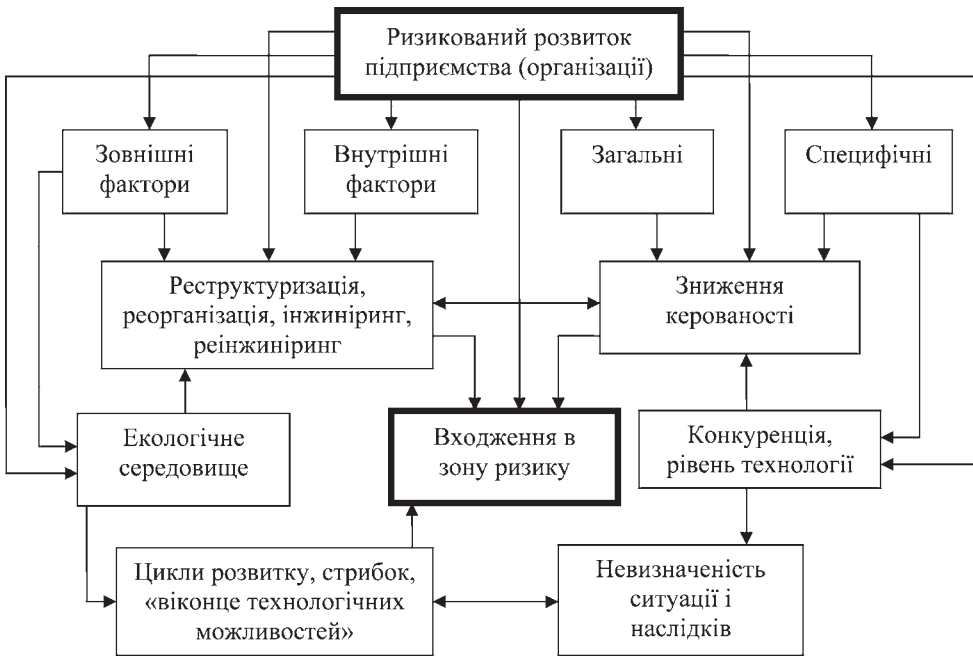 Ризикований розвиток
підприємства (організації)
Зовнішні
фактори
Внутрішні
фактори
Загальні
Специфічні
Реструктуризація,
реорганізація, інжиніринг,
реінжиніринг
Зниження
керованості
Екологічне
середовище
Входження в
зону ризику
Конкуренція,
рівень технології
Цикли розвитку, стрибок,
«віконце технологічних
можливостей»
Невизначеність
ситуації і
наслідків